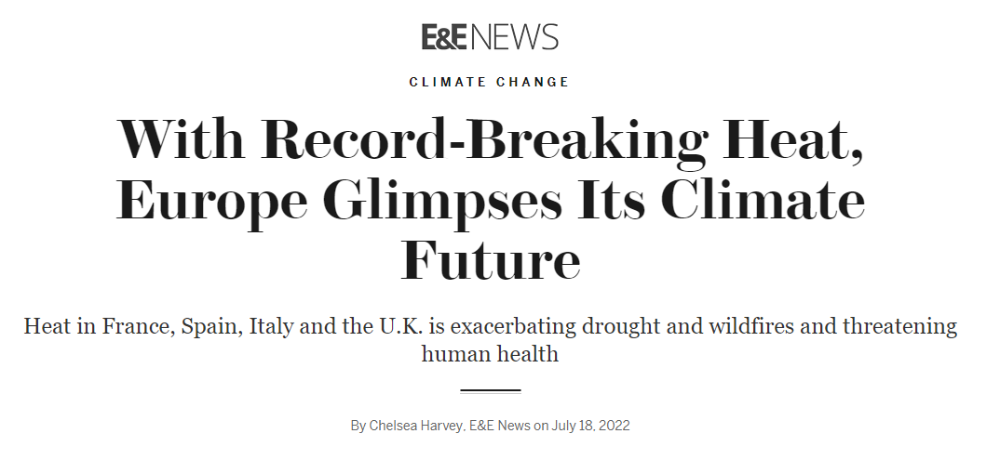 E&E NEWS
CLIMATE CHANGE
With Record-Breaking Heat,
Europe Glimpses Its Climate
Future
Heat in France, Spain, Italy and the U.K. is exacerbating drought and wildfires and threatening
human health
By Chelsea Harvey, E&E News on July 18, 2022